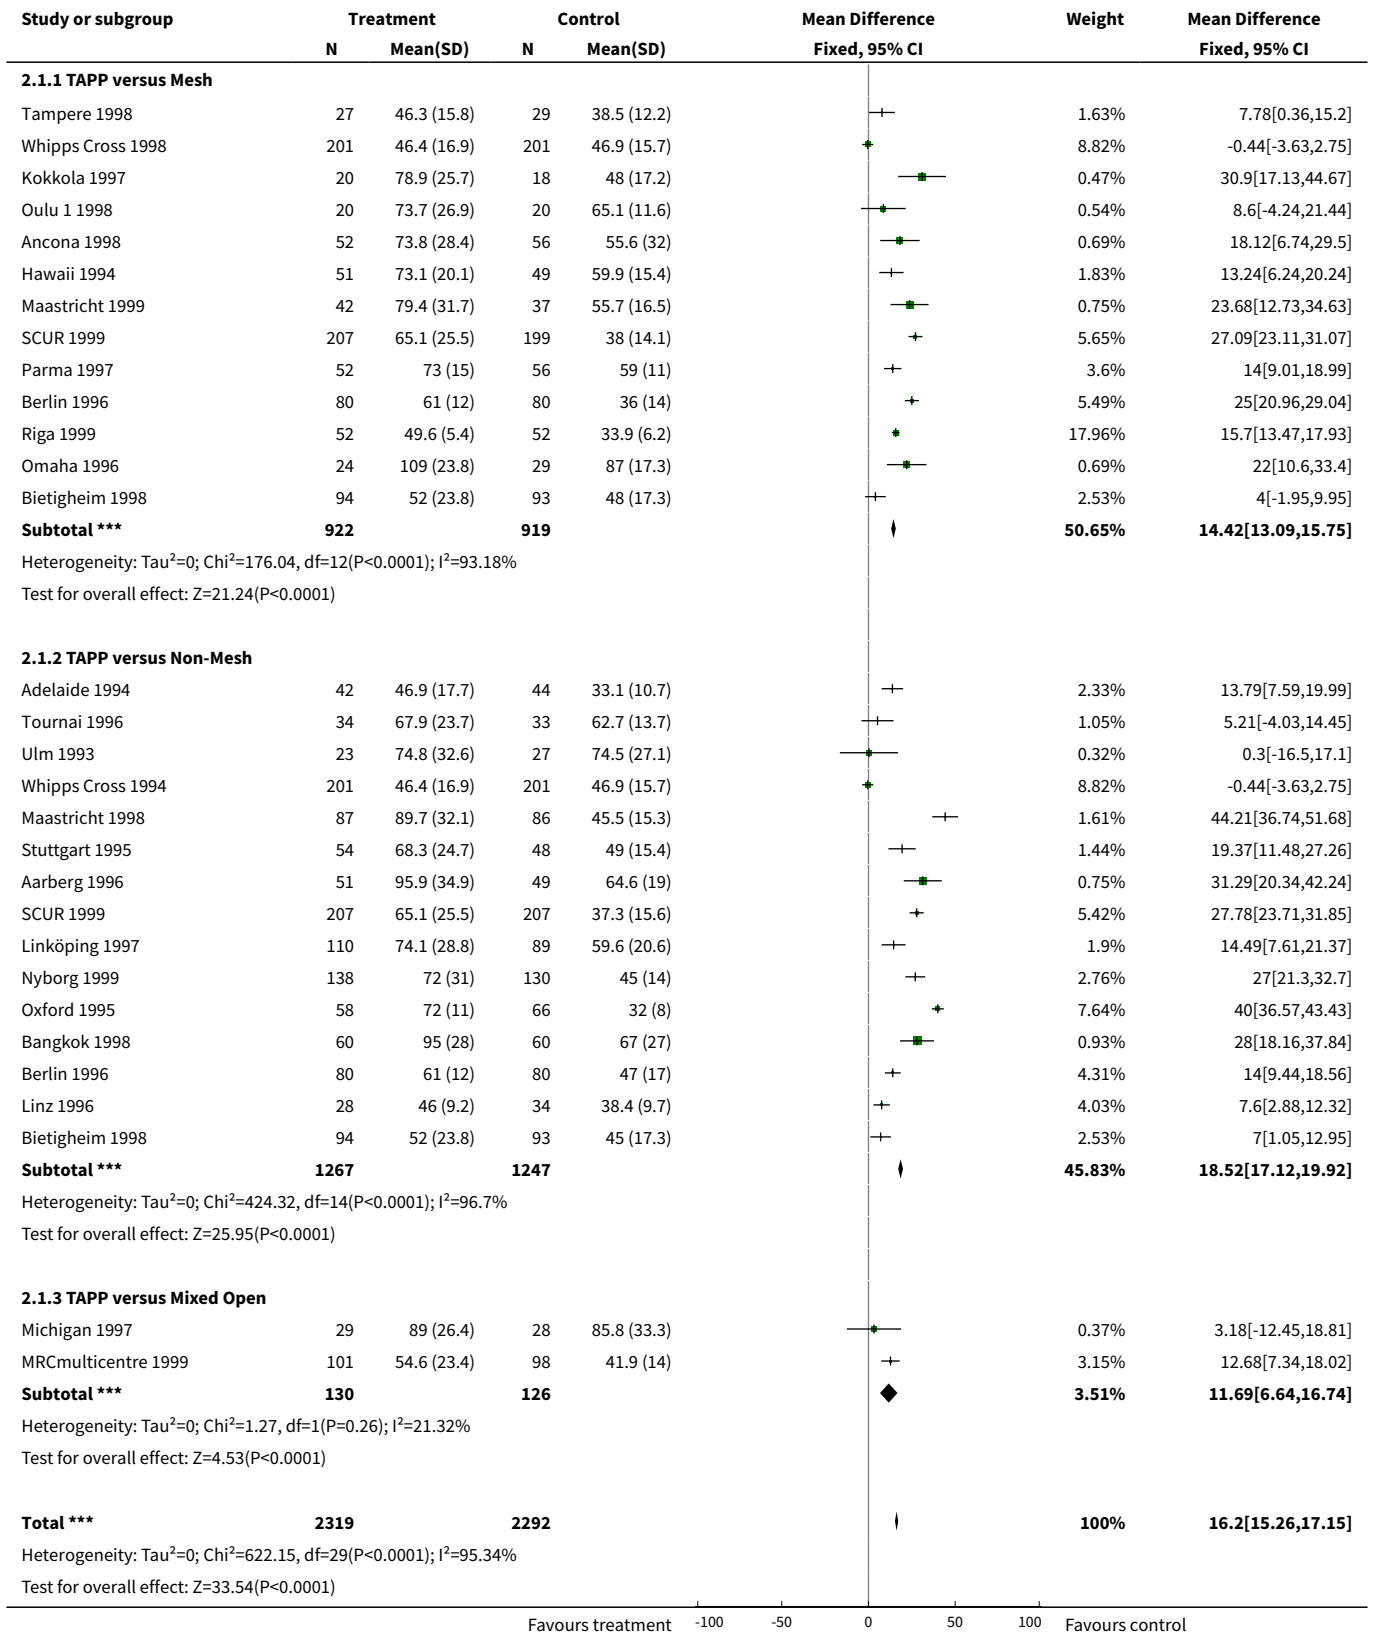 Study or subgroup Treatment Control Mean Difference Weight Mean Difference
N Mean(SD) N Mean(SD) Fixed, 95% CI Fixed, 95% CI
2.1.1 TAPP versus Mesh
Tampere 1998 27 46.3 (15.8) 29 38.5 (12.2) 1.63% 7.78[0.36,15.2]
Whipps Cross 1998 201 46.4 (16.9) 201 46.9 (15.7) 8.82% -0.44[-3.63,2.75]
Kokkola 1997 20 78.9 (25.7) 18 48 (17.2) 0.47% 30.9[17.13,44.67]
Oulu 1 1998 20 73.7 (26.9) 20 65.1 (11.6) 0.54% 8.6[-4.24,21.44]
Ancona 1998 52 73.8 (28.4) 56 55.6 (32) 0.69% 18.12[6.74,29.5]
Hawaii 1994 51 73.1 (20.1) 49 59.9 (15.4) 1.83% 13.24[6.24,20.24]
Maastricht 1999 42 79.4 (31.7) 37 55.7 (16.5) 0.75% 23.68[12.73,34.63]
SCUR 1999 207 65.1 (25.5) 199 38 (14.1) 5.65% 27.09[23.11,31.07]
Parma 1997 52 73 (15) 56 59 (11) 3.6% 14[9.01,18.99]
Berlin 1996 80 61 (12) 80 36 (14) 5.49% 25[20.96,29.04]
Riga 1999 52 49.6 (5.4) 52 33.9 (6.2) 17.96% 15.7[13.47,17.93]
Omaha 1996 24 109 (23.8) 29 87 (17.3) 0.69% 22[10.6,33.4]
Bietigheim 1998 94 52 (23.8) 93 48 (17.3) 2.53% 4[-1.95,9.95]
Subtotal *** 922 919 50.65% 14.42[13.09,15.75]
Heterogeneity: Tau²=0; Chi²=176.04, df=12(P<0.0001); I²=93.18%
Test for overall effect: Z=21.24(P<0.0001)
2.1.2 TAPP versus Non-Mesh
Adelaide 1994 42 46.9 (17.7) 44 33.1 (10.7) 2.33% 13.79[7.59,19.99]
Tournai 1996 34 67.9 (23.7) 33 62.7 (13.7) 1.05% 5.21[-4.03,14.45]
Ulm 1993 23 74.8 (32.6) 27 74.5 (27.1) 0.32% 0.3[-16.5,17.1]
Whipps Cross 1994 201 46.4 (16.9) 201 46.9 (15.7) 8.82% -0.44[-3.63,2.75]
Maastricht 1998 87 89.7 (32.1) 86 45.5 (15.3) 1.61% 44.21[36.74,51.68]
Stuttgart 1995 54 68.3 (24.7) 48 49 (15.4) 1.44% 19.37[11.48,27.26]
Aarberg 1996 51 95.9 (34.9) 49 64.6 (19) 0.75% 31.29[20.34,42.24]
SCUR 1999 207 65.1 (25.5) 207 37.3 (15.6) 5.42% 27.78[23.71,31.85]
Linköping 1997 110 74.1 (28.8) 89 59.6 (20.6) 1.9% 14.49[7.61,21.37]
Nyborg 1999 138 72 (31) 130 45 (14) 2.76% 27[21.3,32.7]
Oxford 1995 58 72 (11) 66 32 (8) 7.64% 40[36.57,43.43]
Bangkok 1998 60 95 (28) 60 67 (27) 0.93% 28[18.16,37.84]
Berlin 1996 80 61 (12) 80 47 (17) 4.31% 14[9.44,18.56]
Linz 1996 28 46 (9.2) 34 38.4 (9.7) 4.03% 7.6[2.88,12.32]
Bietigheim 1998 94 52 (23.8) 93 45 (17.3) 2.53% 7[1.05,12.95]
Subtotal *** 1267 1247 45.83% 18.52[17.12,19.92]
Heterogeneity: Tau²=0; Chi²=424.32, df=14(P<0.0001); I²=96.7%
Test for overall effect: Z=25.95(P<0.0001)
2.1.3 TAPP versus Mixed Open
Michigan 1997 29 89 (26.4) 28 85.8 (33.3) 0.37% 3.18[-12.45,18.81]
MRCmulticentre 1999 101 54.6 (23.4) 98 41.9 (14) 3.15% 12.68[7.34,18.02]
Subtotal *** 130 126 3.51% 11.69[6.64,16.74]
Heterogeneity: Tau²=0; Chi²=1.27, df=1(P=0.26); I²=21.32%
Test for overall effect: Z=4.53(P<0.0001)
Total *** 2319 2292 100% 16.2[15.26,17.15]
Heterogeneity: Tau²=0; Chi²=622.15, df=29(P<0.0001); I²=95.34%
Test for overall effect: Z=33.54(P<0.0001)
Favours treatment -100 -50 0 50 100 Favours control